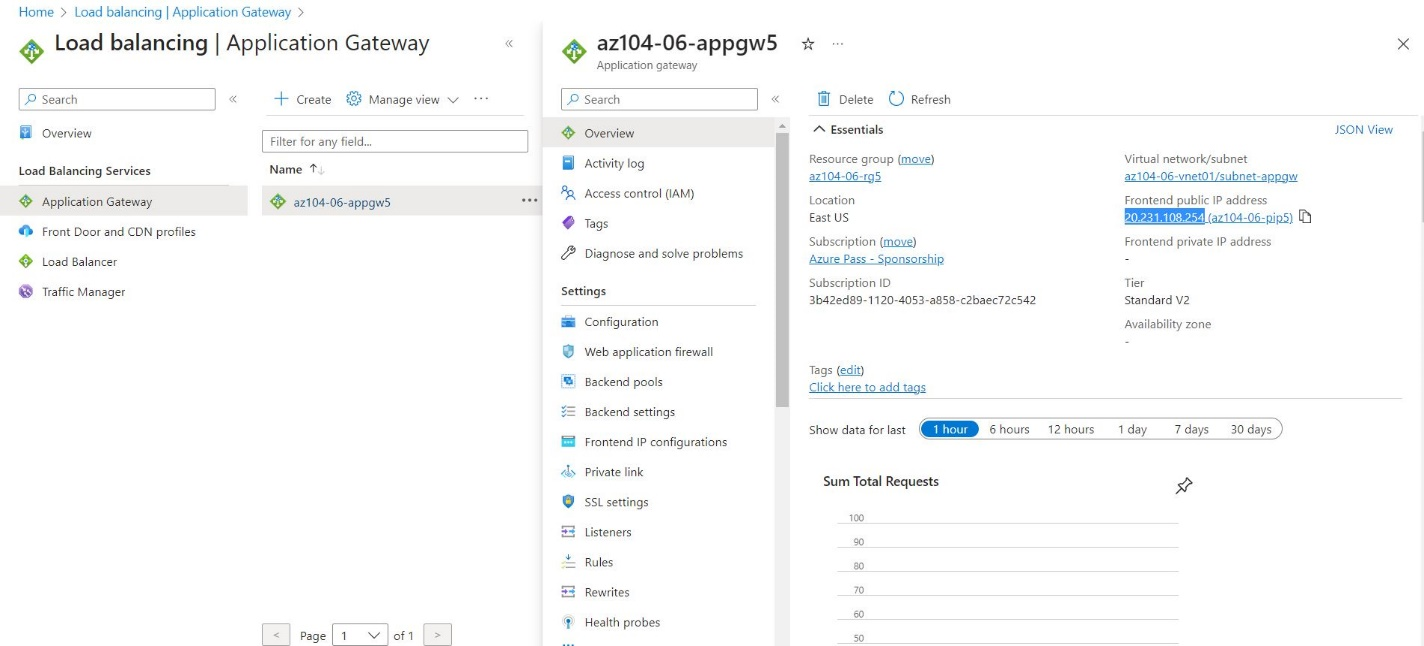 Home > Load balancing | Application Gateway >
Load balancing | Application Gateway «
Search «
Overview
Load Balancing Services
Application Gateway
Front Door and CDN profiles
Load Balancer
Traffic Manager
+ Create Manage view ...
Filter for any field...
Name ↑↓
az104-06-appgw5 ...
< Page 1 of 1 >
az104-06-appgw5 ☆ ... ×
Application gateway
Search «
Overview
Activity log
Access control (IAM)
Tags
Diagnose and solve problems
Settings
Configuration
Web application firewall
Backend pools
Backend settings
Frontend IP configurations
Private link
SSL settings
Listeners
Rules
Rewrites
Health probes
Delete Refresh
Essentials JSON View
Resource group (move)
az104-06-rg5
Location
East US
Subscription (move)
Azure Pass - Sponsorship
Subscription ID
3b42ed89-1120-4053-a858-c2baec72c542
Virtual network/subnet
az104-06-vnet01/subnet-appgw
Frontend public IP address
20.231.108.254 (az104-06-pip5)
Frontend private IP address
-
Tier
Standard V2
Availability zone
-
Tags (edit)
Click here to add tags
Show data for last 1 hour 6 hours 12 hours 1 day 7 days 30 days
Sum Total Requests
100
90
80
70
60
50